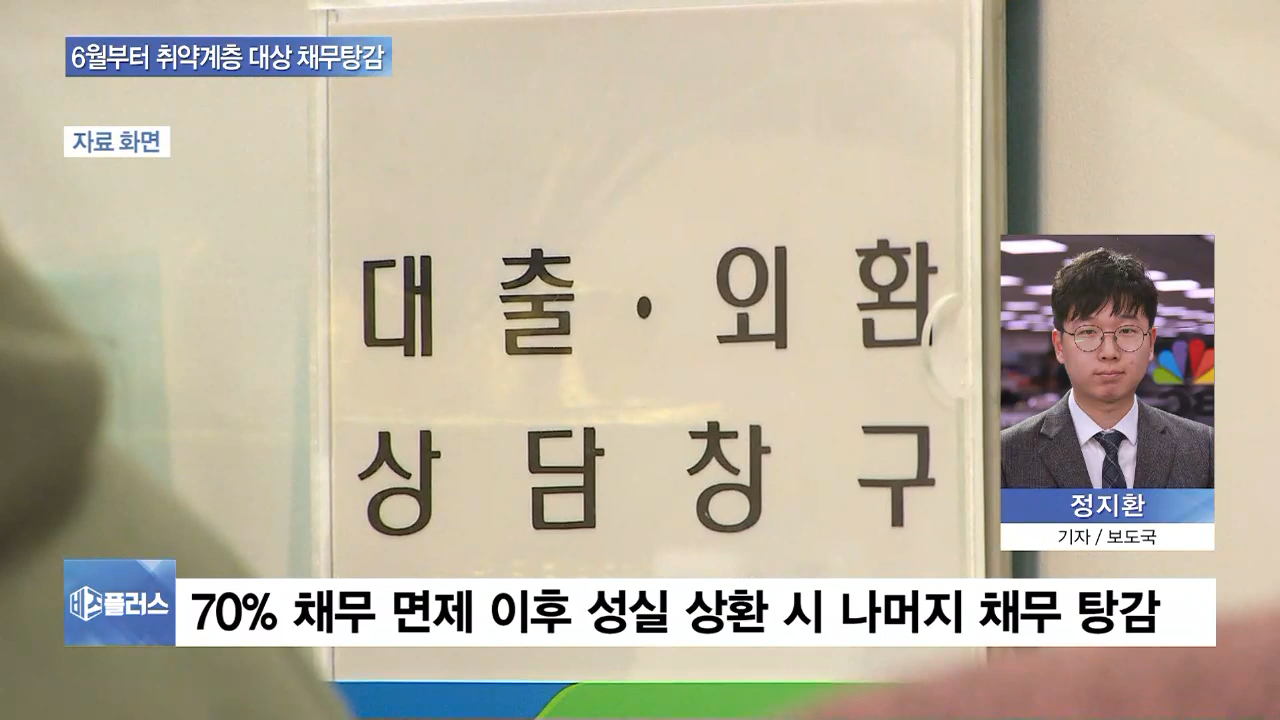 6월부터 취약계층 대상 채무탕감
자료 화면
대출·외환
상담창구
정지환
기자 / 보도국
비즈플러스
70% 채무 면제 이후 성실 상환 시 나머지 채무 탕감